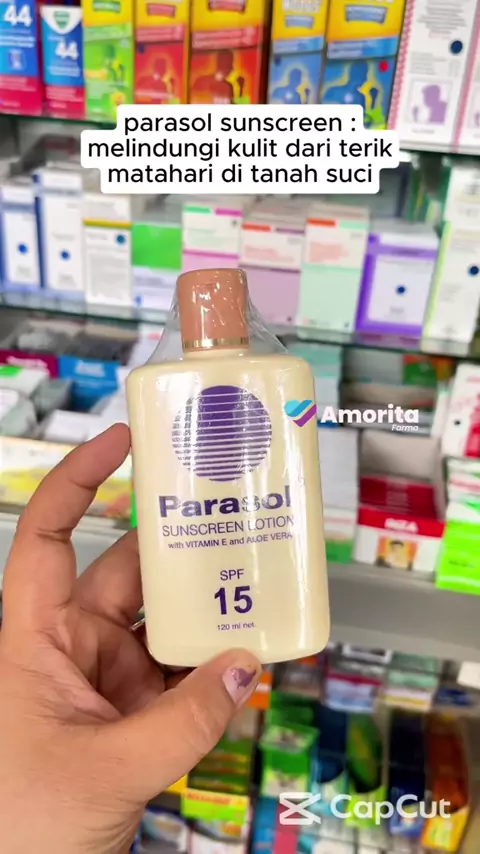 44
44
parasol sunscreen :
melindungi kulit dari terik
matahari di tanah suci
Amorita
Farma
Parasol
SUNSCREEN LOTION
with VITAMIN E and ALOE VERA
SPF
15
120 ml net.
CapCut